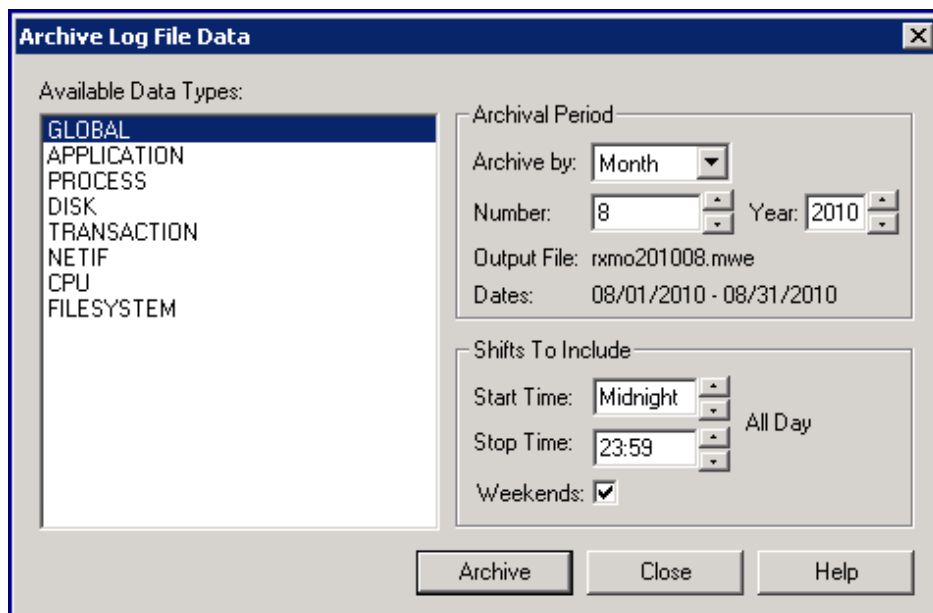 Archive Log File Data
Available Data Types:
GLOBAL
APPLICATION
PROCESS
DISK
TRANSACTION
NETIF
CPU
FILESYSTEM
Archival Period
Archive by: Month
Number: 8 Year: 2010
Output File: rxmo201008.mwe
Dates: 08/01/2010 - 08/31/2010
Shifts To Include
Start Time: Midnight
All Day
Stop Time: 23:59
Weekends:
Archive Close Help